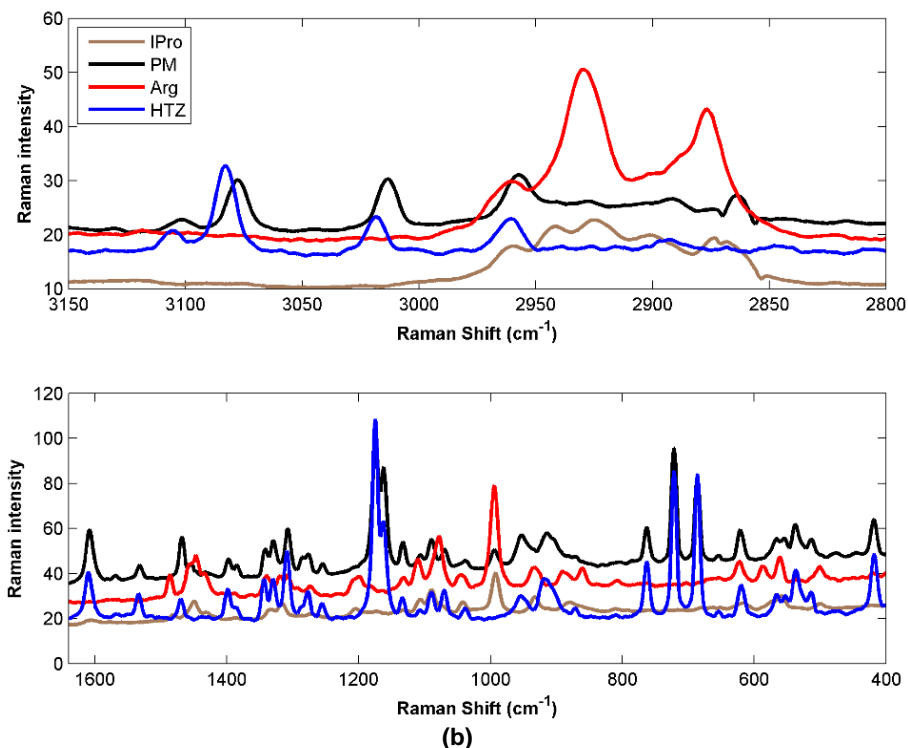 60
50
40
30
20
10
Raman intensity
IPro
PM
Arg
HTZ
3150 3100 3050 3000 2950 2900 2850 2800
Raman Shift (cm-1)
120
100
80
60
40
20
0
Raman intensity
1600 1400 1200 1000 800 600 400
Raman Shift (cm-1)
(b)